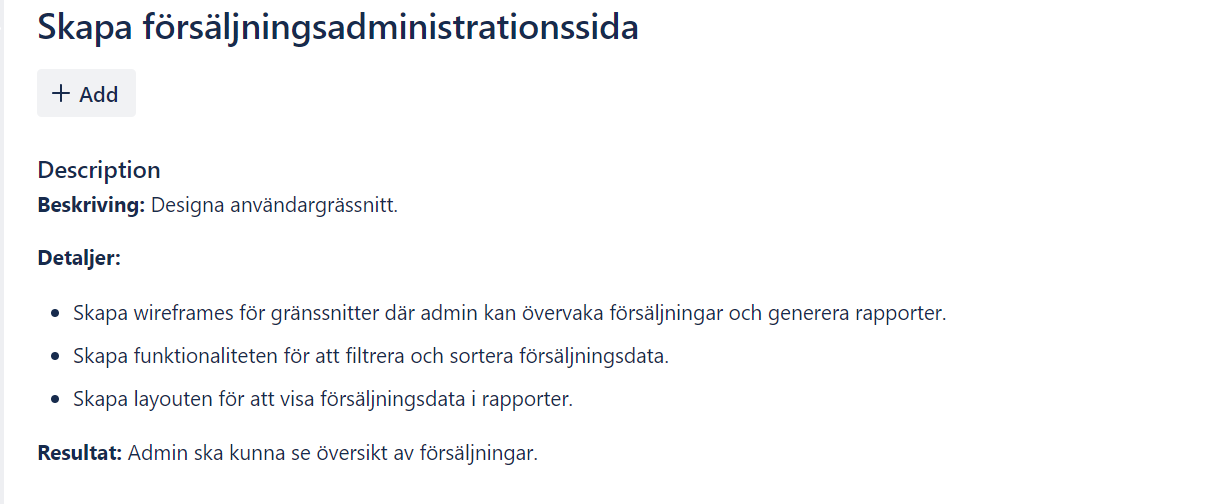 Skapa försäljningsadministrationssida
+ Add
Description
Beskriving: Designa användargrässnitt.
Detaljer:
• Skapa wireframes för gränssnitter där admin kan övervaka försäljningar och generera rapporter.
• Skapa funktionaliteten för att filtrera och sortera försäljningsdata.
• Skapa layouten för att visa försäljningsdata i rapporter.
Resultat: Admin ska kunna se översikt av försäljningar.